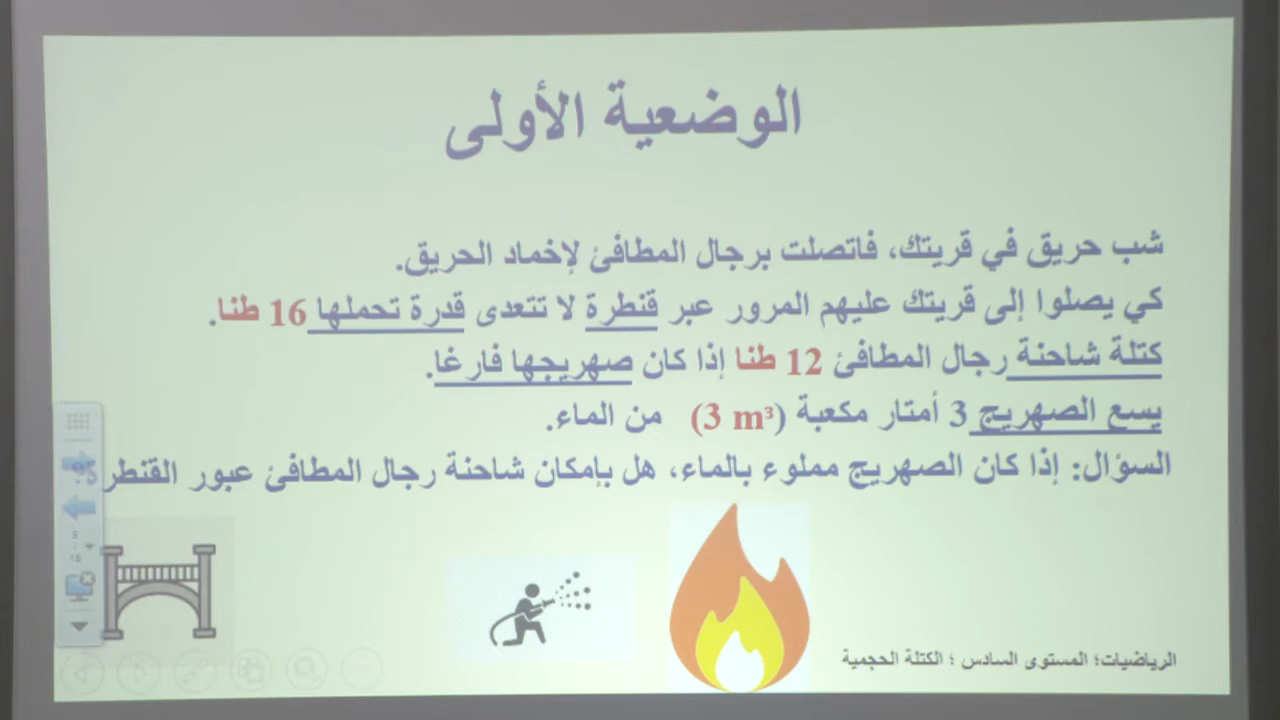 الوضعية الأولى
شب حريق في قريتك، فاتصلت برجال المطافئ لإخماد الحريق.
كي يصلوا إلى قريتك عليهم المرور عبر قنطرة لا تتعدى قدرة تحملها 16 طنا.
كتلة شاحنة رجال المطافئ 12 طنا إذا كان صهريجها فارغا.
يسع الصهريج 3 أمتار مكعبة (3 m³) من الماء.
السؤال: إذا كان الصهريج مملوء بالماء، هل بإمكان شاحنة رجال المطافئ عبور
الرياضيات؛ المستوى السادس ؛ الكتلة الحجمية